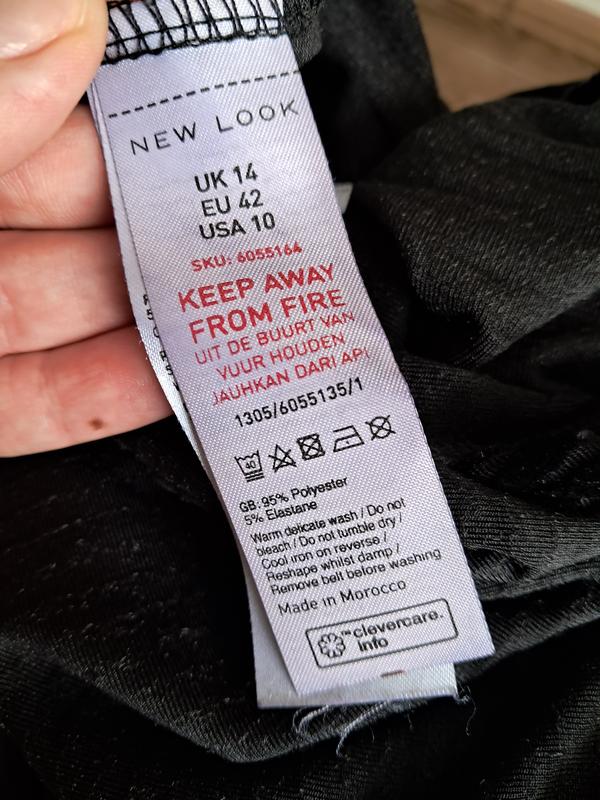 NEW LOOK
UK 14
EU 42
USA 10
SKU: 6055164
KEEP AWAY
FROM FIRE
UIT DE BUURT VAN
VUUR HOUDEN
JAUHKAN DARI API
1305/6055135/1
40
GB: 95% Polyester
5% Elastane
Warm delicate wash / Do not
bleach / Do not tumble dry /
Cool iron on reverse /
Reshape whilst damp /
Remove belt before washing
Made in Morocco
™clevercare.
info